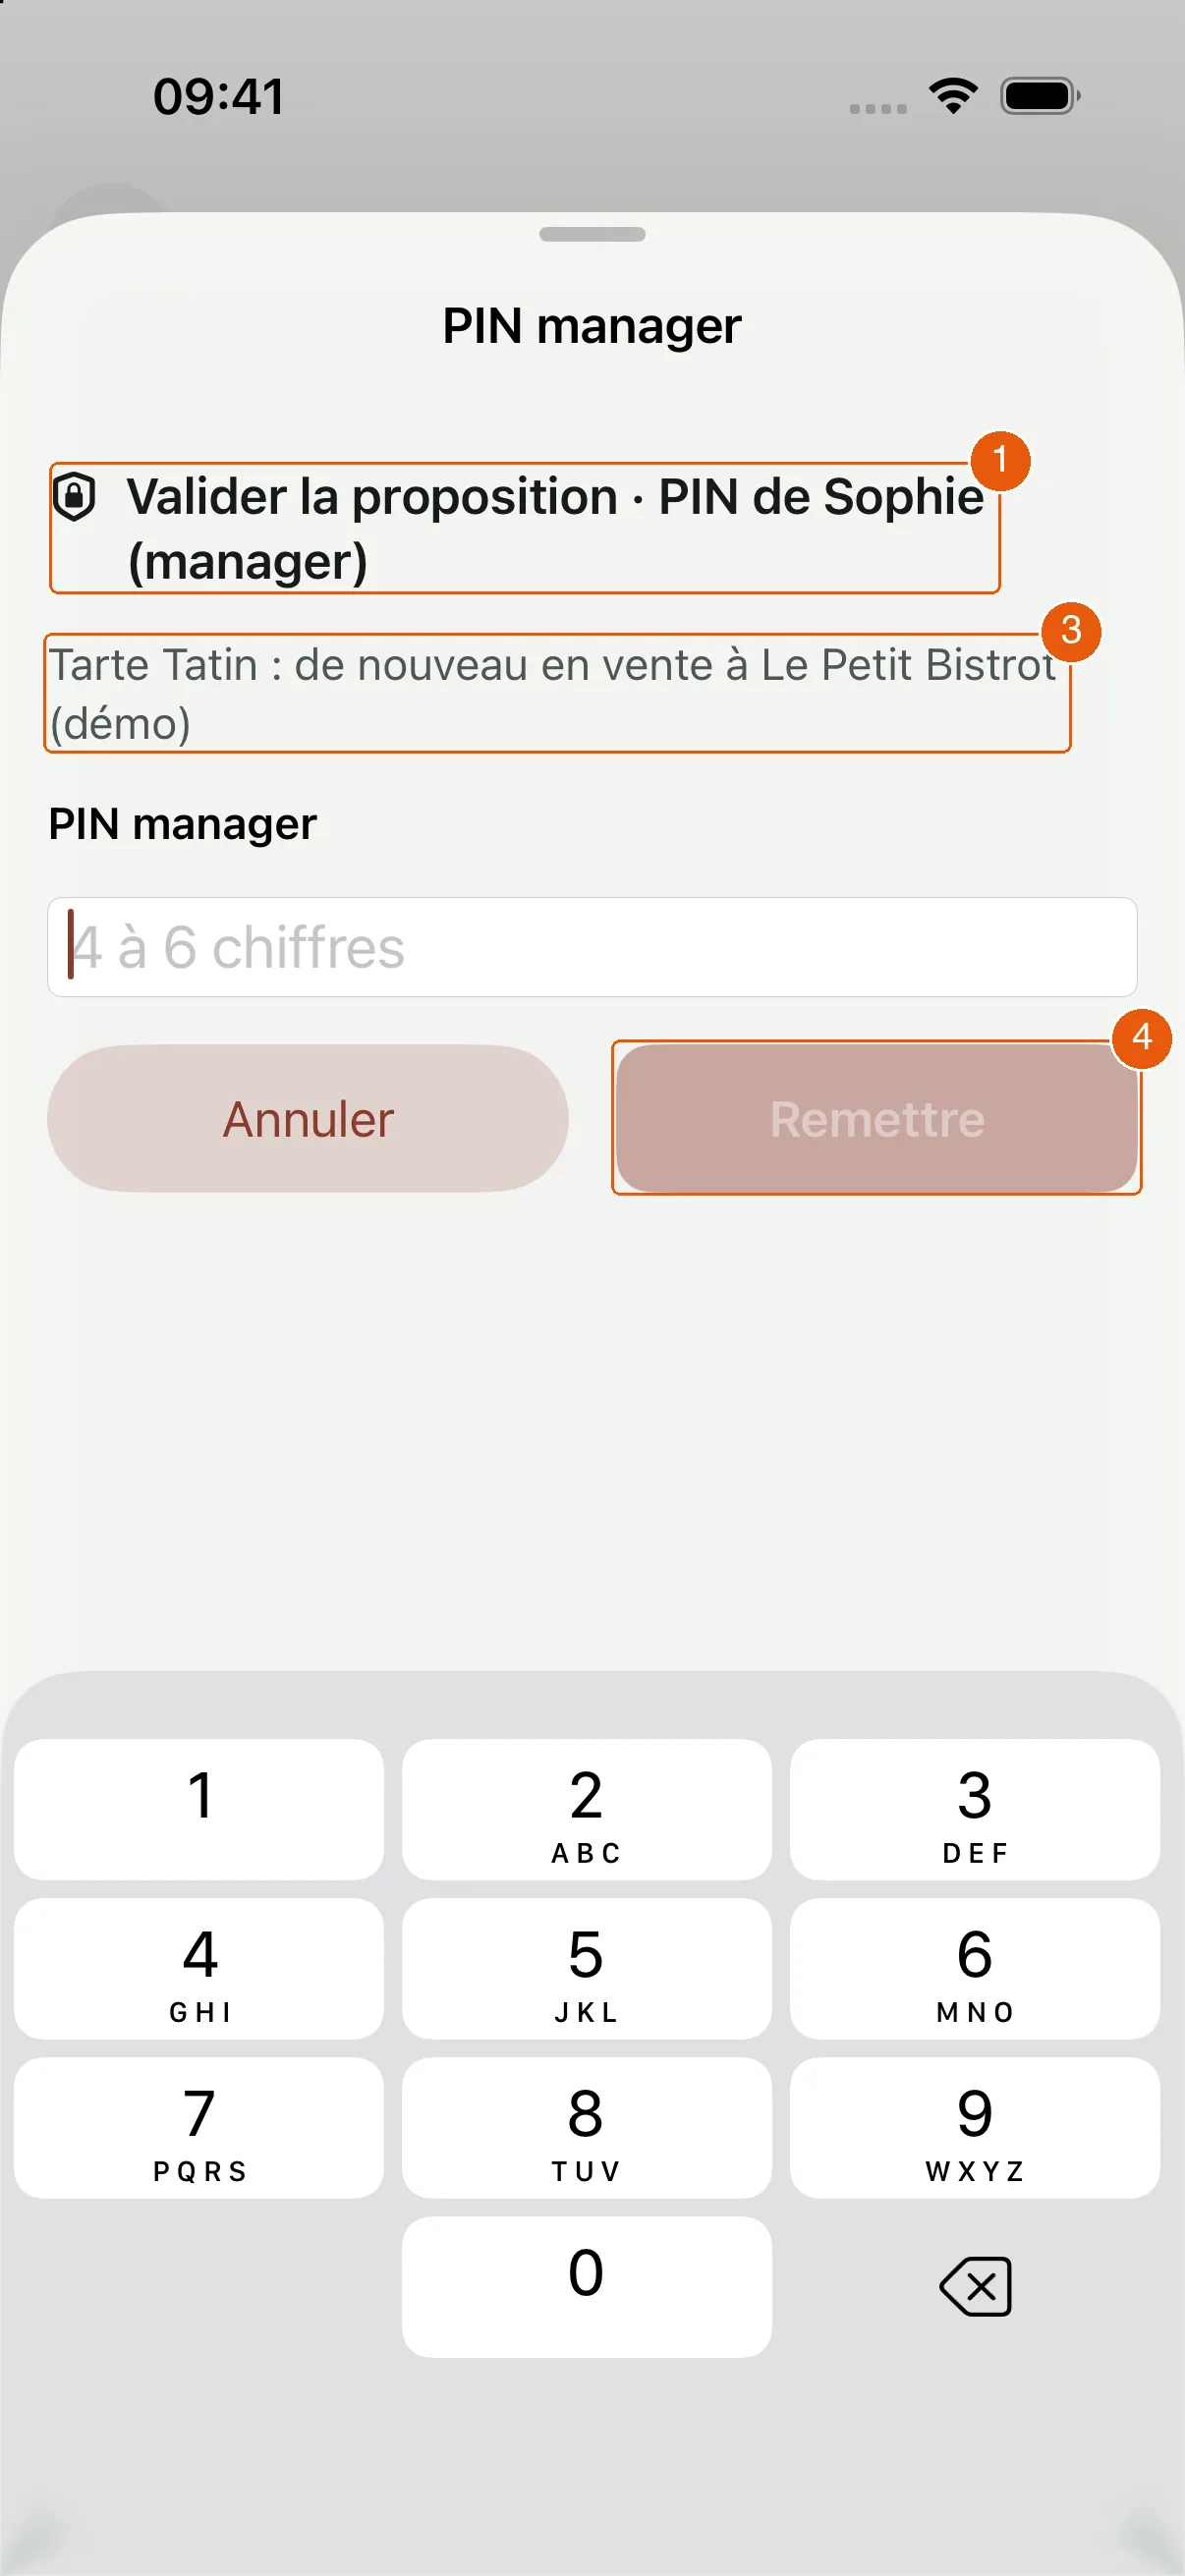 09:41
PIN manager
1
Valider la proposition · PIN de Sophie
(manager)
3
Tarte Tatin : de nouveau en vente à Le Petit Bistrot
(démo)
PIN manager
4 à 6 chiffres
4
Annuler
Remettre
1
2
3
ABC
DEF
4
5
6
GHI
JKL
MNO
7
8
9
PQRS
TUV
WXYZ
0